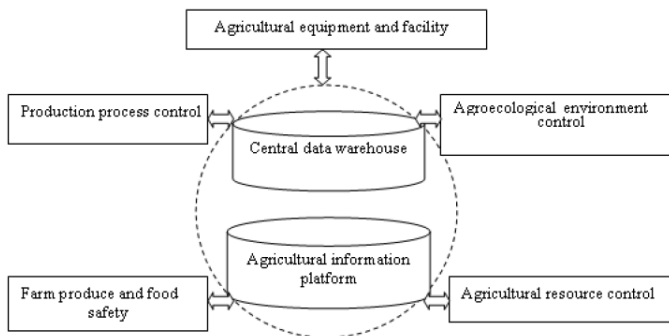 Agricultural equipment and facility
Production process control
Agroecological environment
control
Central data warehouse
Agricultural information
platform
Farm produce and food
safety
Agricultural resource control